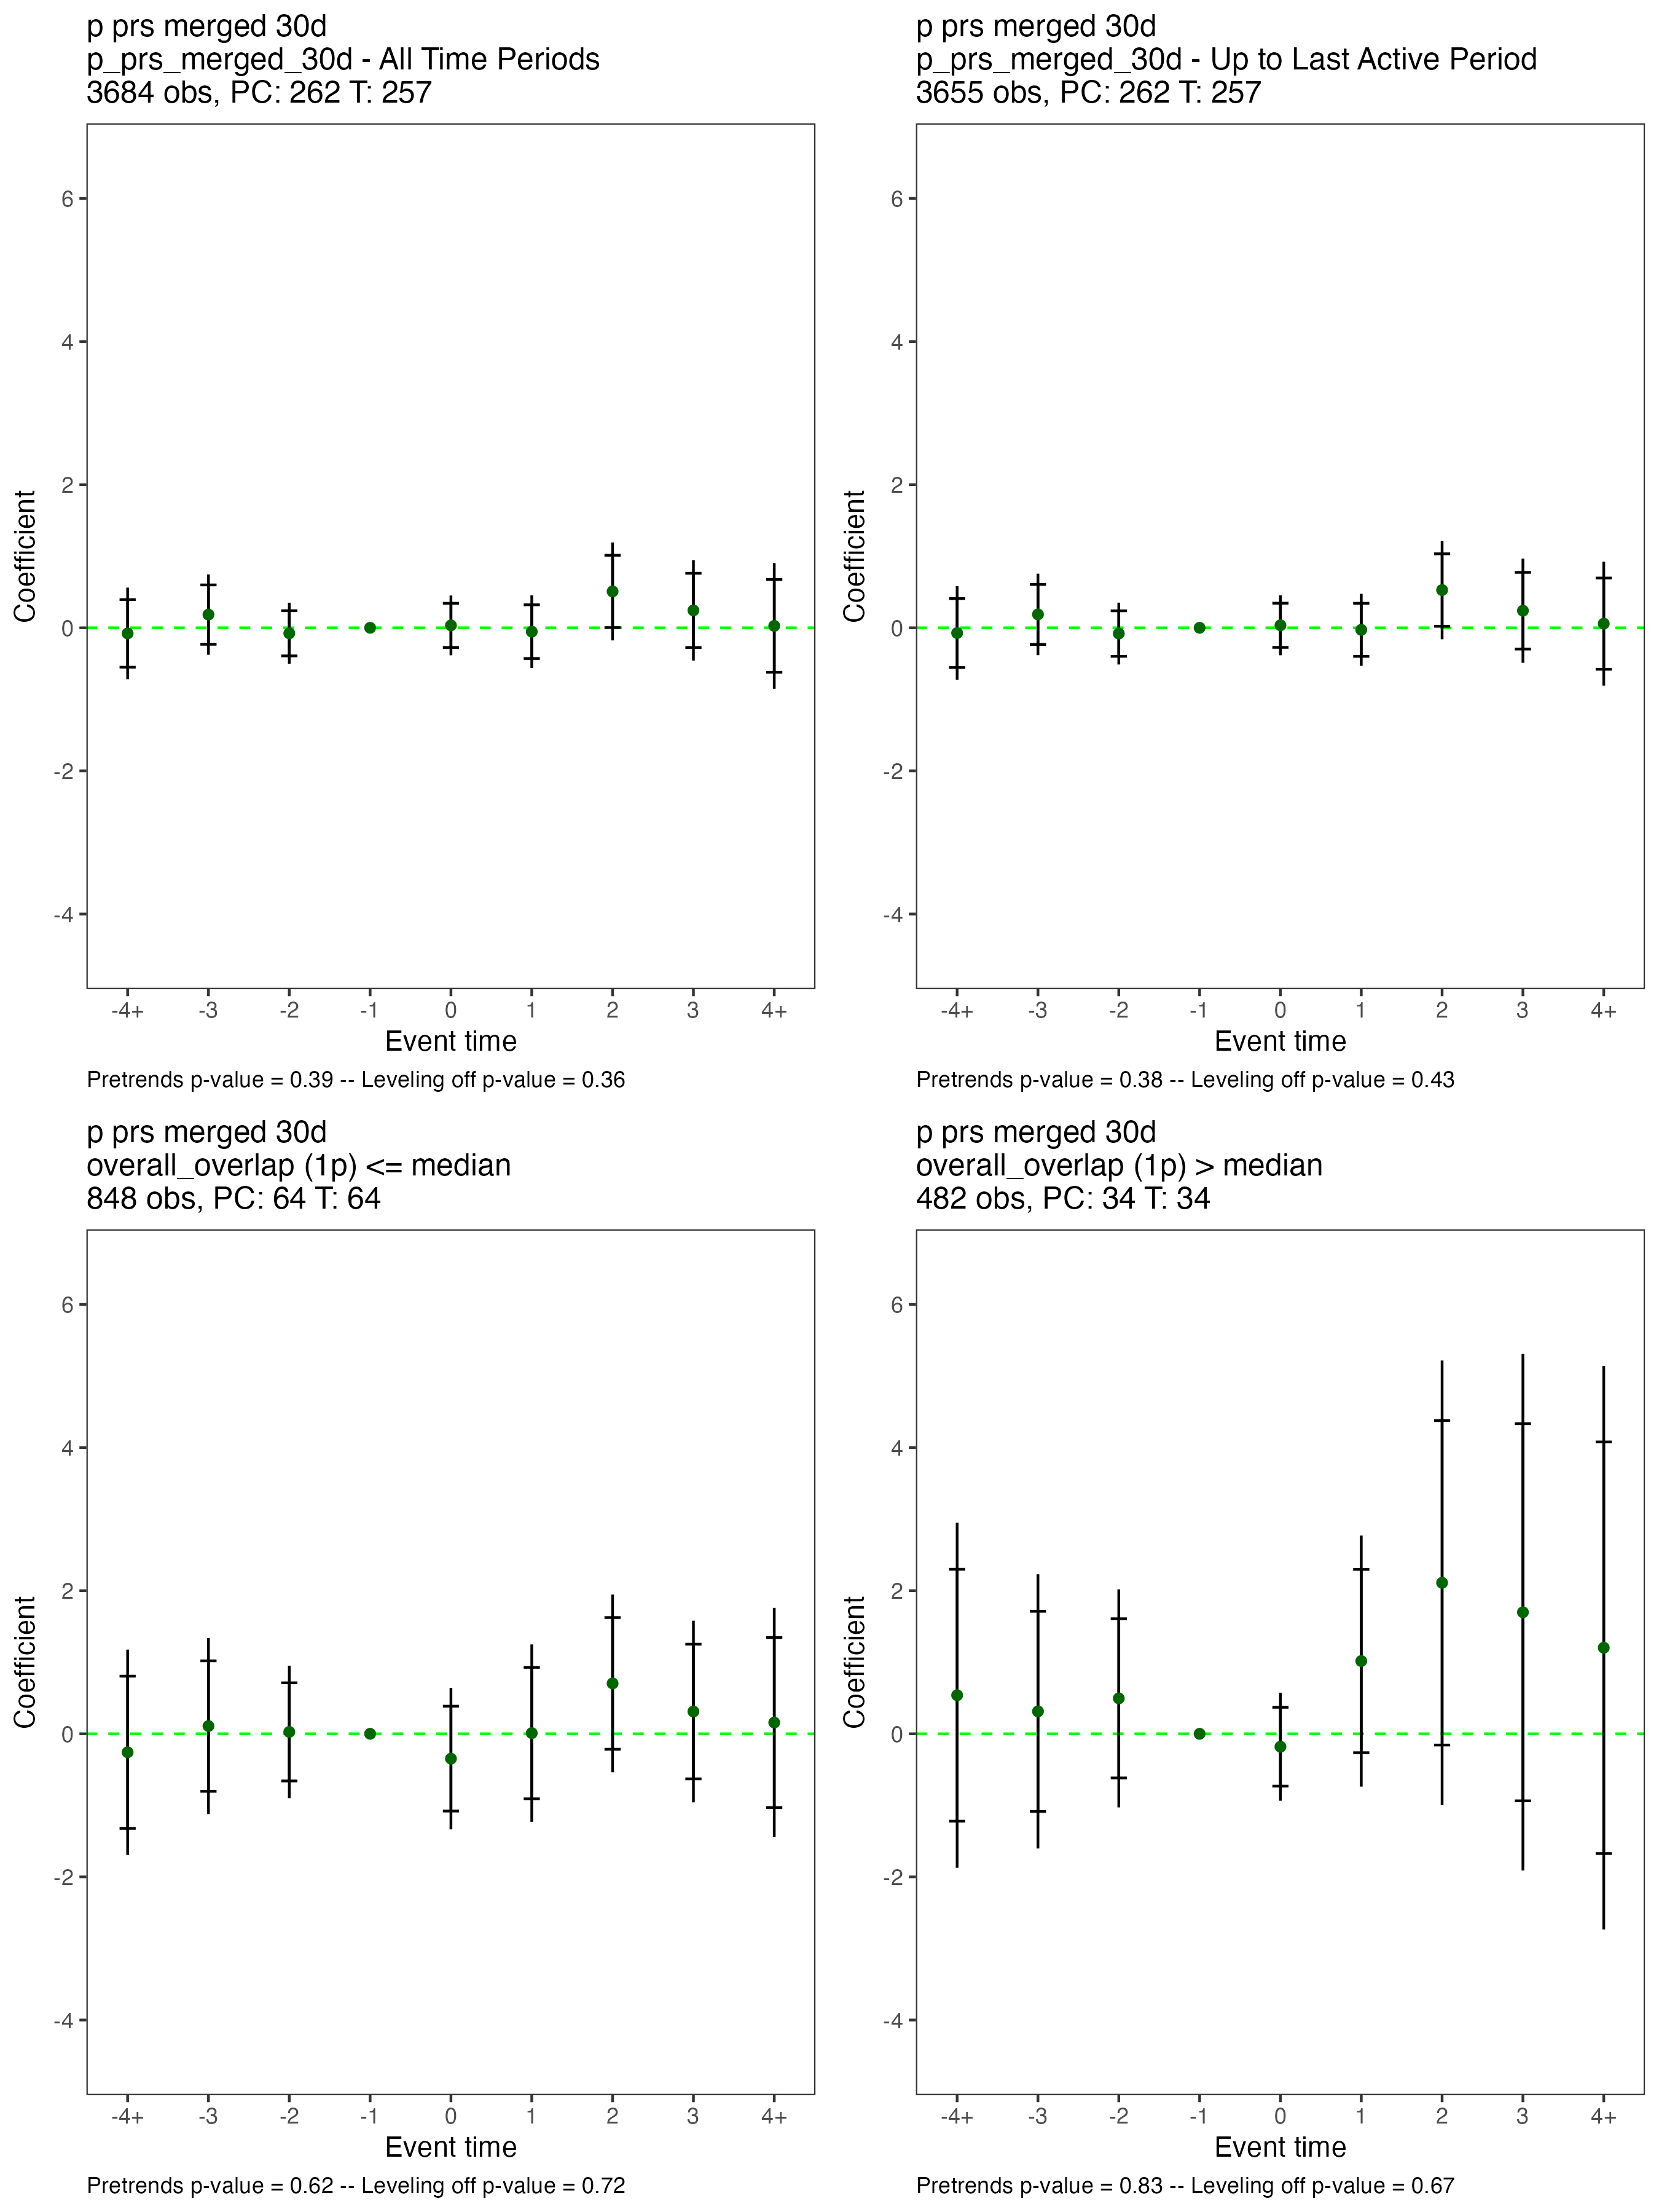 p prs merged 30d
p_prs_merged_30d - All Time Periods
3684 obs, PC: 262 T: 257
Coefficient
6
4
2
0
-2
-4
-4+ -3 -2 -1 0 1 2 3 4+
Event time
Pretrends p-value = 0.39 -- Leveling off p-value = 0.36
p prs merged 30d
p_prs_merged_30d - Up to Last Active Period
3655 obs, PC: 262 T: 257
Coefficient
6
4
2
0
-2
-4
-4+ -3 -2 -1 0 1 2 3 4+
Event time
Pretrends p-value = 0.38 -- Leveling off p-value = 0.43
p prs merged 30d
overall_overlap (1p) <= median
848 obs, PC: 64 T: 64
Coefficient
6
4
2
0
-2
-4
-4+ -3 -2 -1 0 1 2 3 4+
Event time
Pretrends p-value = 0.62 -- Leveling off p-value = 0.72
p prs merged 30d
overall_overlap (1p) > median
482 obs, PC: 34 T: 34
Coefficient
6
4
2
0
-2
-4
-4+ -3 -2 -1 0 1 2 3 4+
Event time
Pretrends p-value = 0.83 -- Leveling off p-value = 0.67